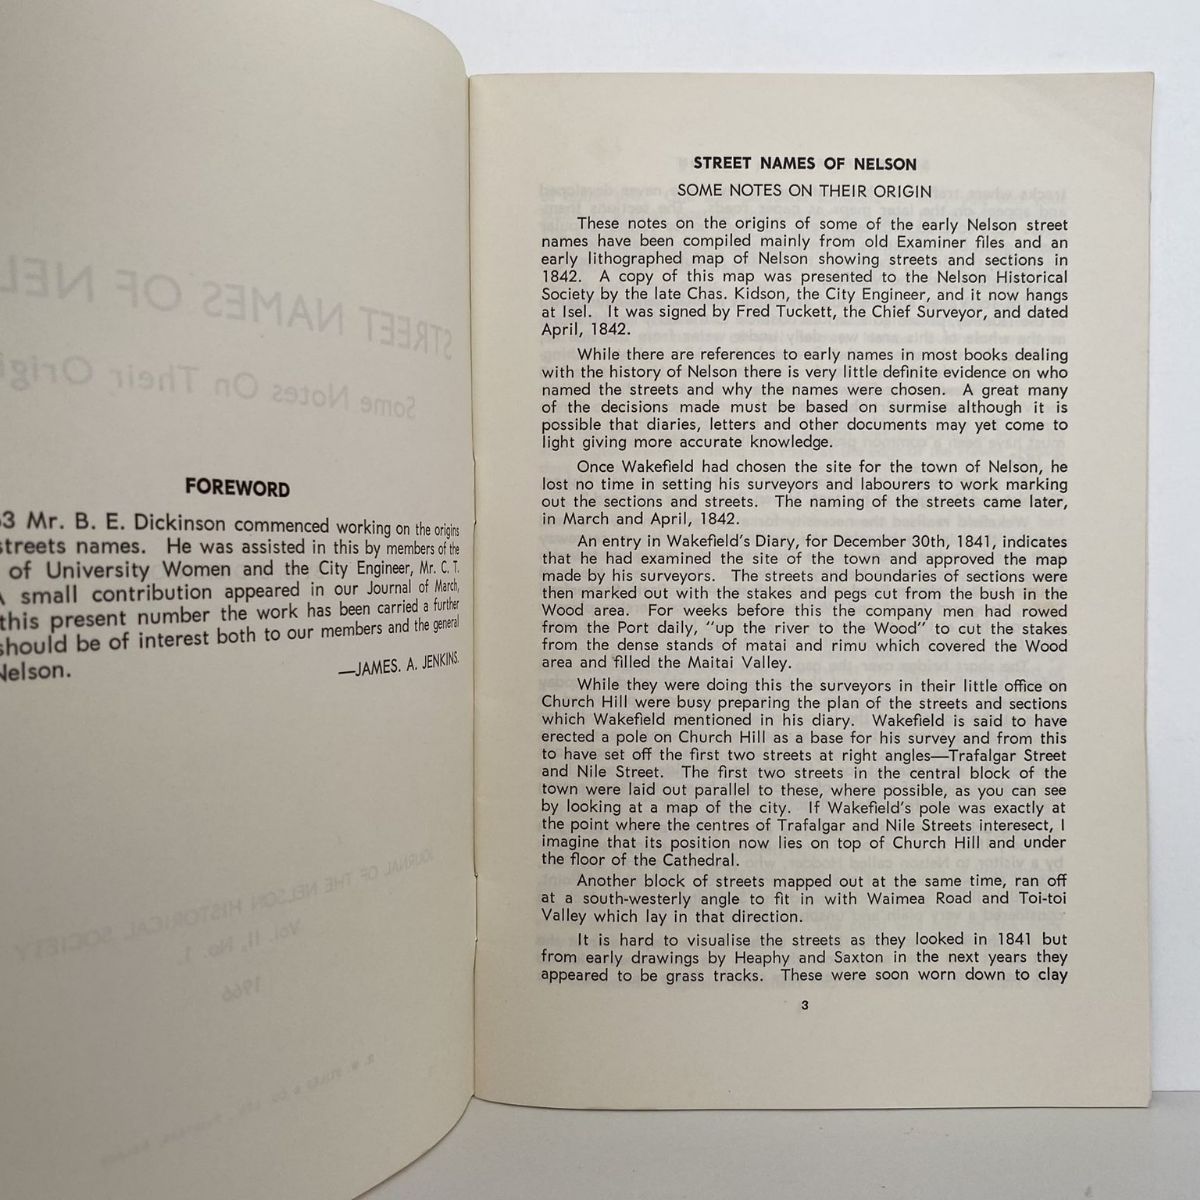 FOREWORD
3 Mr. B. E. Dickinson commenced working on the origins
streets names. He was assisted in this by members of the
of University Women and the City Engineer, Mr. C. T.
A small contribution appeared in our Journal of March,
this present number the work has been carried a further
should be of interest both to our members and the general
Nelson.
—JAMES. A. JENKINS.
STREET NAMES OF NELSON
SOME NOTES ON THEIR ORIGIN
These notes on the origins of some of the early Nelson street
names have been compiled mainly from old Examiner files and an
early lithographed map of Nelson showing streets and sections in
1842. A copy of this map was presented to the Nelson Historical
Society by the late Chas. Kidson, the City Engineer, and it now hangs
at Isel. It was signed by Fred Tuckett, the Chief Surveyor, and dated
April, 1842.
While there are references to early names in most books dealing
with the history of Nelson there is very little definite evidence on who
named the streets and why the names were chosen. A great many
of the decisions made must be based on surmise although it is
possible that diaries, letters and other documents may yet come to
light giving more accurate knowledge.
Once Wakefield had chosen the site for the town of Nelson, he
lost no time in setting his surveyors and labourers to work marking
out the sections and streets. The naming of the streets came later,
in March and April, 1842.
An entry in Wakefield's Diary, for December 30th, 1841, indicates
that he had examined the site of the town and approved the map
made by his surveyors. The streets and boundaries of sections were
then marked out with the stakes and pegs cut from the bush in the
Wood area. For weeks before this the company men had rowed
from the Port daily, "up the river to the Wood" to cut the stakes
from the dense stands of matai and rimu which covered the Wood
area and filled the Maitai Valley.
While they were doing this the surveyors in their little office on
Church Hill were busy preparing the plan of the streets and sections
which Wakefield mentioned in his diary. Wakefield is said to have
erected a pole on Church Hill as a base for his survey and from this
to have set off the first two streets at right angles—Trafalgar Street
and Nile Street. The first two streets in the central block of the
town were laid out parallel to these, where possible, as you can see
by looking at a map of the city. If Wakefield's pole was exactly at
the point where the centres of Trafalgar and Nile Streets interesect, I
imagine that its position now lies on top of Church Hill and under
the floor of the Cathedral.
Another block of streets mapped out at the same time, ran off
at a south-westerly angle to fit in with Waimea Road and Toi-toi
Valley which lay in that direction.
It is hard to visualise the streets as they looked in 1841 but
from early drawings by Heaphy and Saxton in the next years they
appeared to be grass tracks. These were soon worn down to clay
3